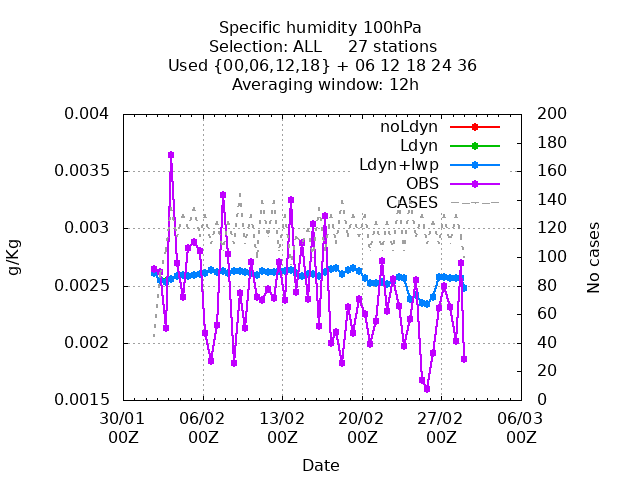 Specific humidity 100hPa
Selection: ALL     27 stations
Used {00,06,12,18} + 06 12 18 24 36
Averaging window: 12h
noLdyn
Ldyn
Ldyn+lwp
OBS
CASES
g/Kg
0.004
0.0035
0.003
0.0025
0.002
0.0015
No cases
200
180
160
140
120
100
80
60
40
20
0
30/01 06/02 13/02 20/02 27/02 06/03
00Z 00Z 00Z 00Z 00Z 00Z
Date